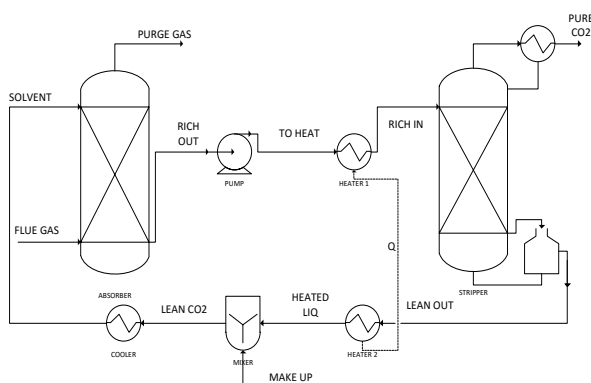 PURGE GAS
PURE
CO2
SOLVENT
RICH
OUT
TO HEAT
RICH IN
PUMP
HEATER 1
FLUE GAS
Q
ABSORBER
STRIPPER
LEAN CO2
HEATED
LIQ
LEAN OUT
COOLER
MIXER
HEATER 2
MAKE UP